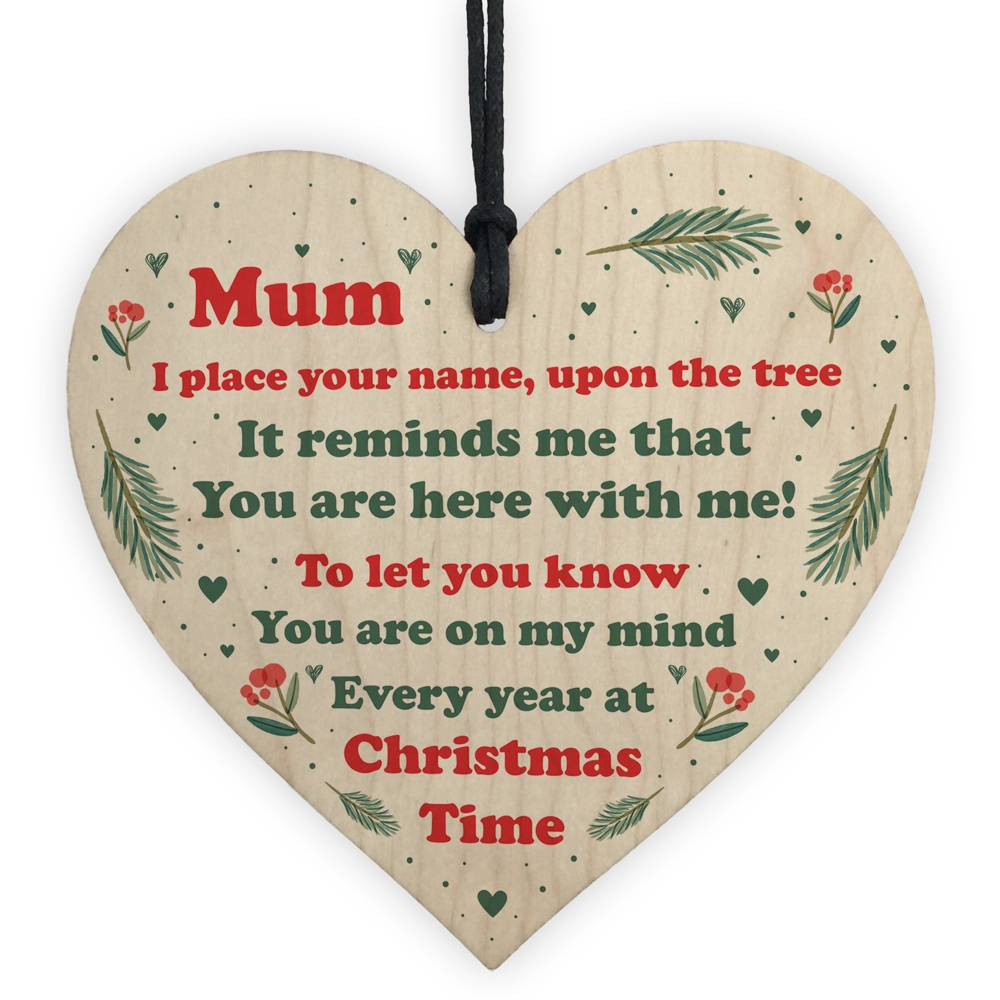 Mum
I place your name, upon the tree
It reminds me that
You are here with me!
To let you know
You are on my mind
Every year at
Christmas
Time